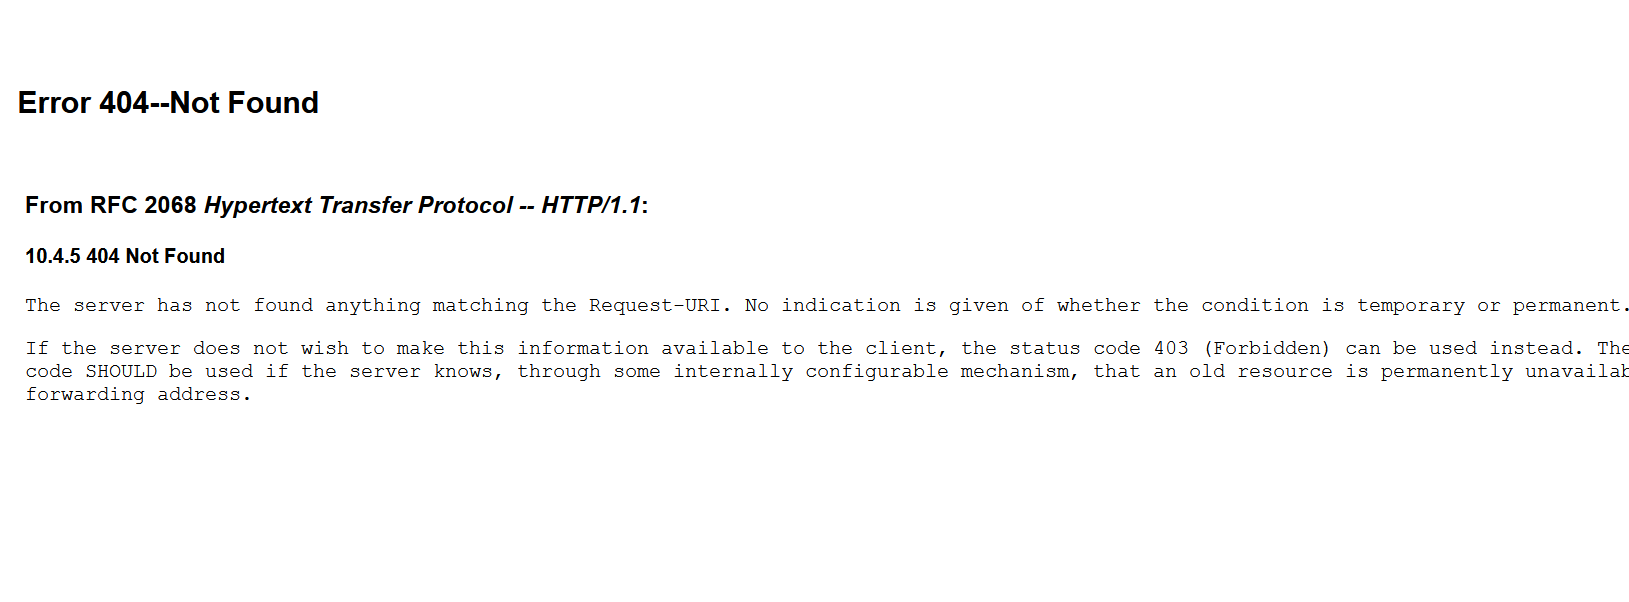 Error 404--Not Found
From RFC 2068 Hypertext Transfer Protocol -- HTTP/1.1:
10.4.5 404 Not Found
The server has not found anything matching the Request-URI. No indication is given of whether the condition is temporary or permanent.
If the server does not wish to make this information available to the client, the status code 403 (Forbidden) can be used instead. The
code SHOULD be used if the server knows, through some internally configurable mechanism, that an old resource is permanently
forwarding address.